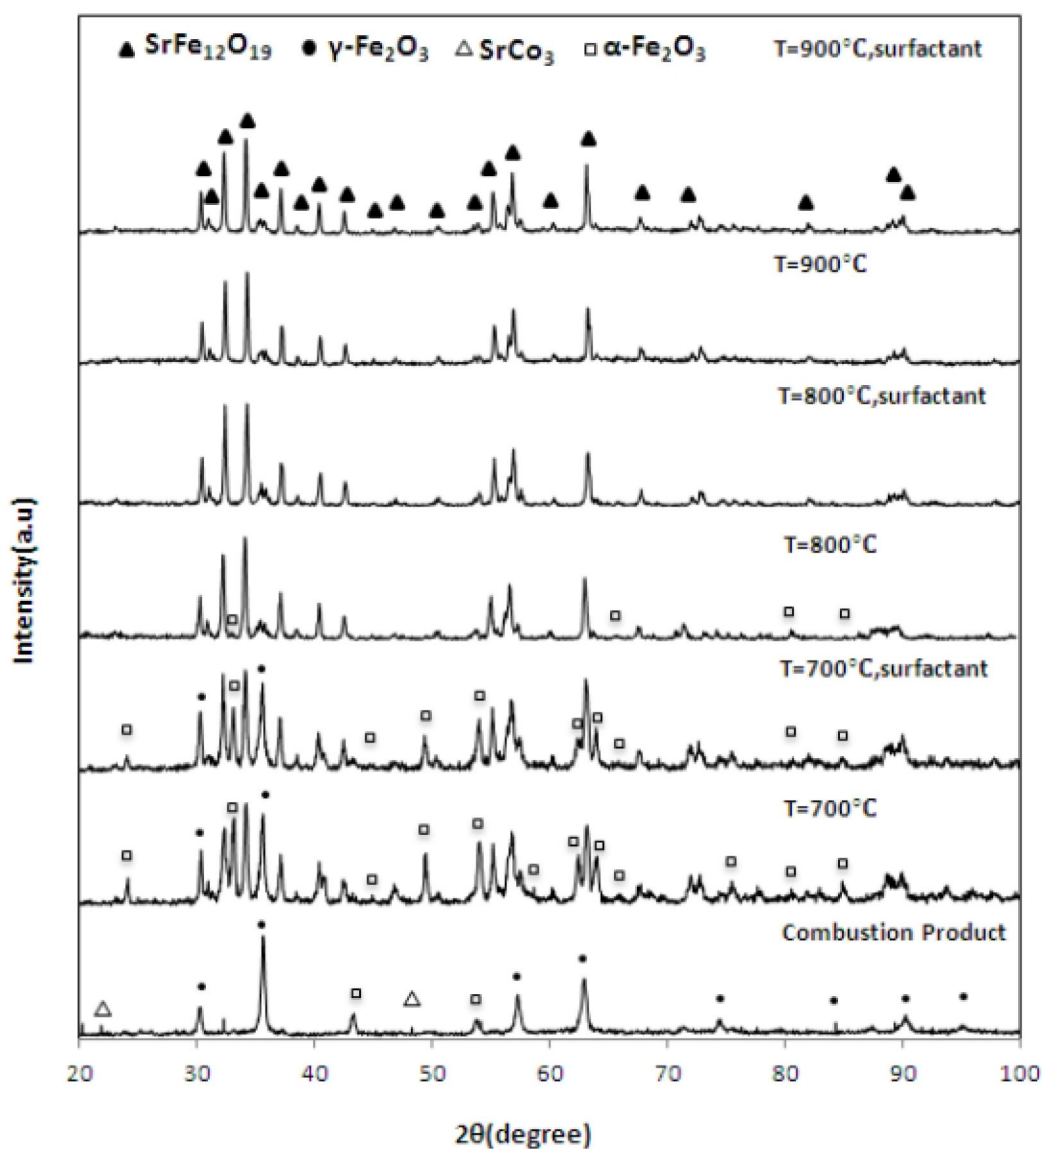 ▲ SrFe₁₂O₁₉ ● γ-Fe₂O₃ △ SrCo₃ □ α-Fe₂O₃
T=900°C,surfactant
T=900°C
T=800°C,surfactant
T=800°C
T=700°C,surfactant
T=700°C
Combustion Product
Intensity(a.u)
20 30 40 50 60 70 80 90 100
2θ(degree)